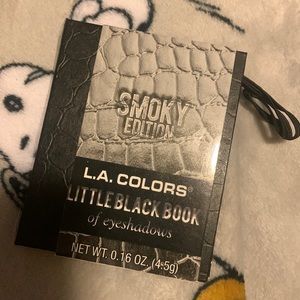 SMOKY
EDITION
L.A. COLORS®
LITTLE BLACK BOOK
of eyeshadows
NET WT. 0.16 OZ. (4.5g)